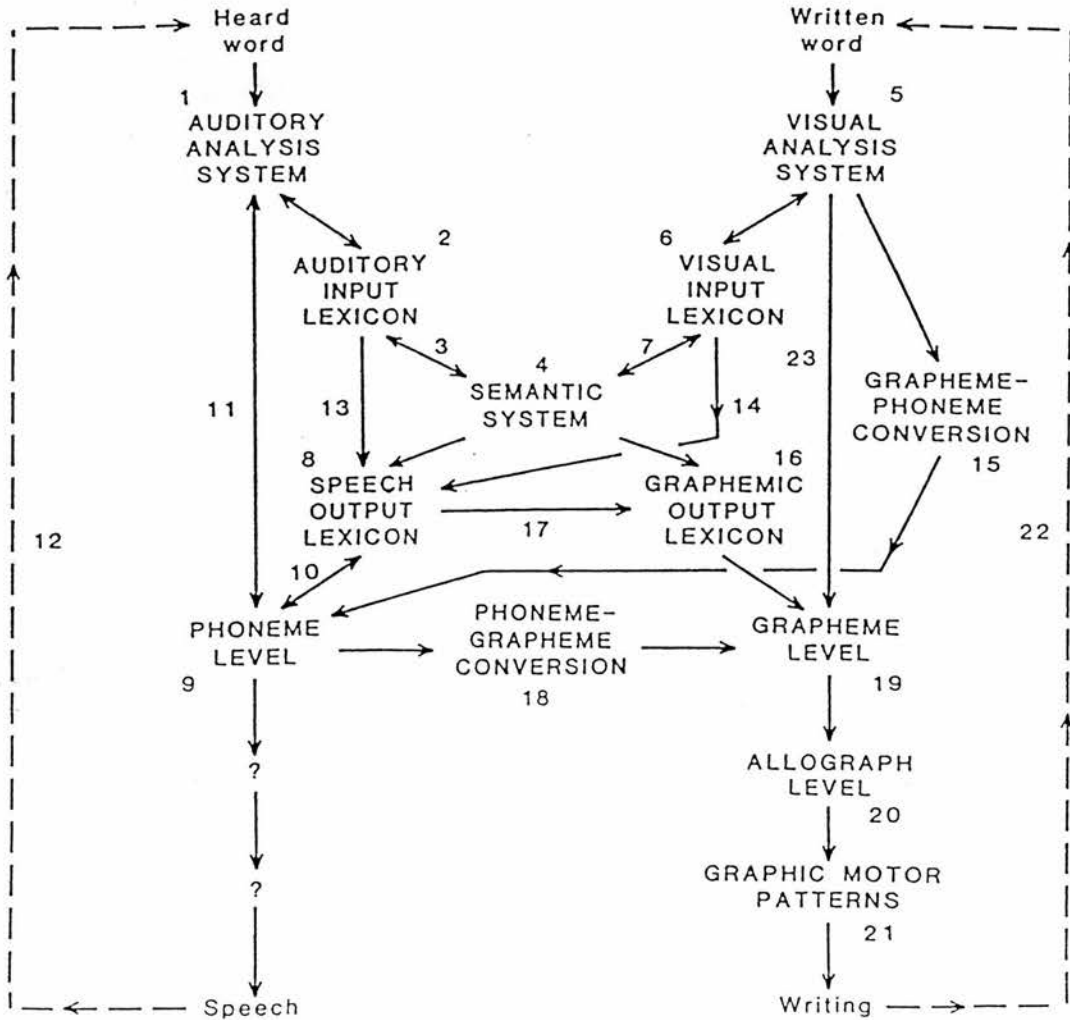 Heard
word
Written
word
1
AUDITORY
ANALYSIS
SYSTEM
5
VISUAL
ANALYSIS
SYSTEM
2
AUDITORY
INPUT
LEXICON
6
VISUAL
INPUT
LEXICON
3
4
7
SEMANTIC
SYSTEM
23
GRAPHEME-
PHONEME
CONVERSION
15
11
13
14
8
SPEECH
OUTPUT
LEXICON
16
GRAPHEMIC
OUTPUT
LEXICON
17
12
22
10
PHONEME
LEVEL
9
PHONEME-
GRAPHEME
CONVERSION
18
GRAPHEME
LEVEL
19
?
ALLOGRAPH
LEVEL
20
?
GRAPHIC MOTOR
PATTERNS
21
Speech
Writing